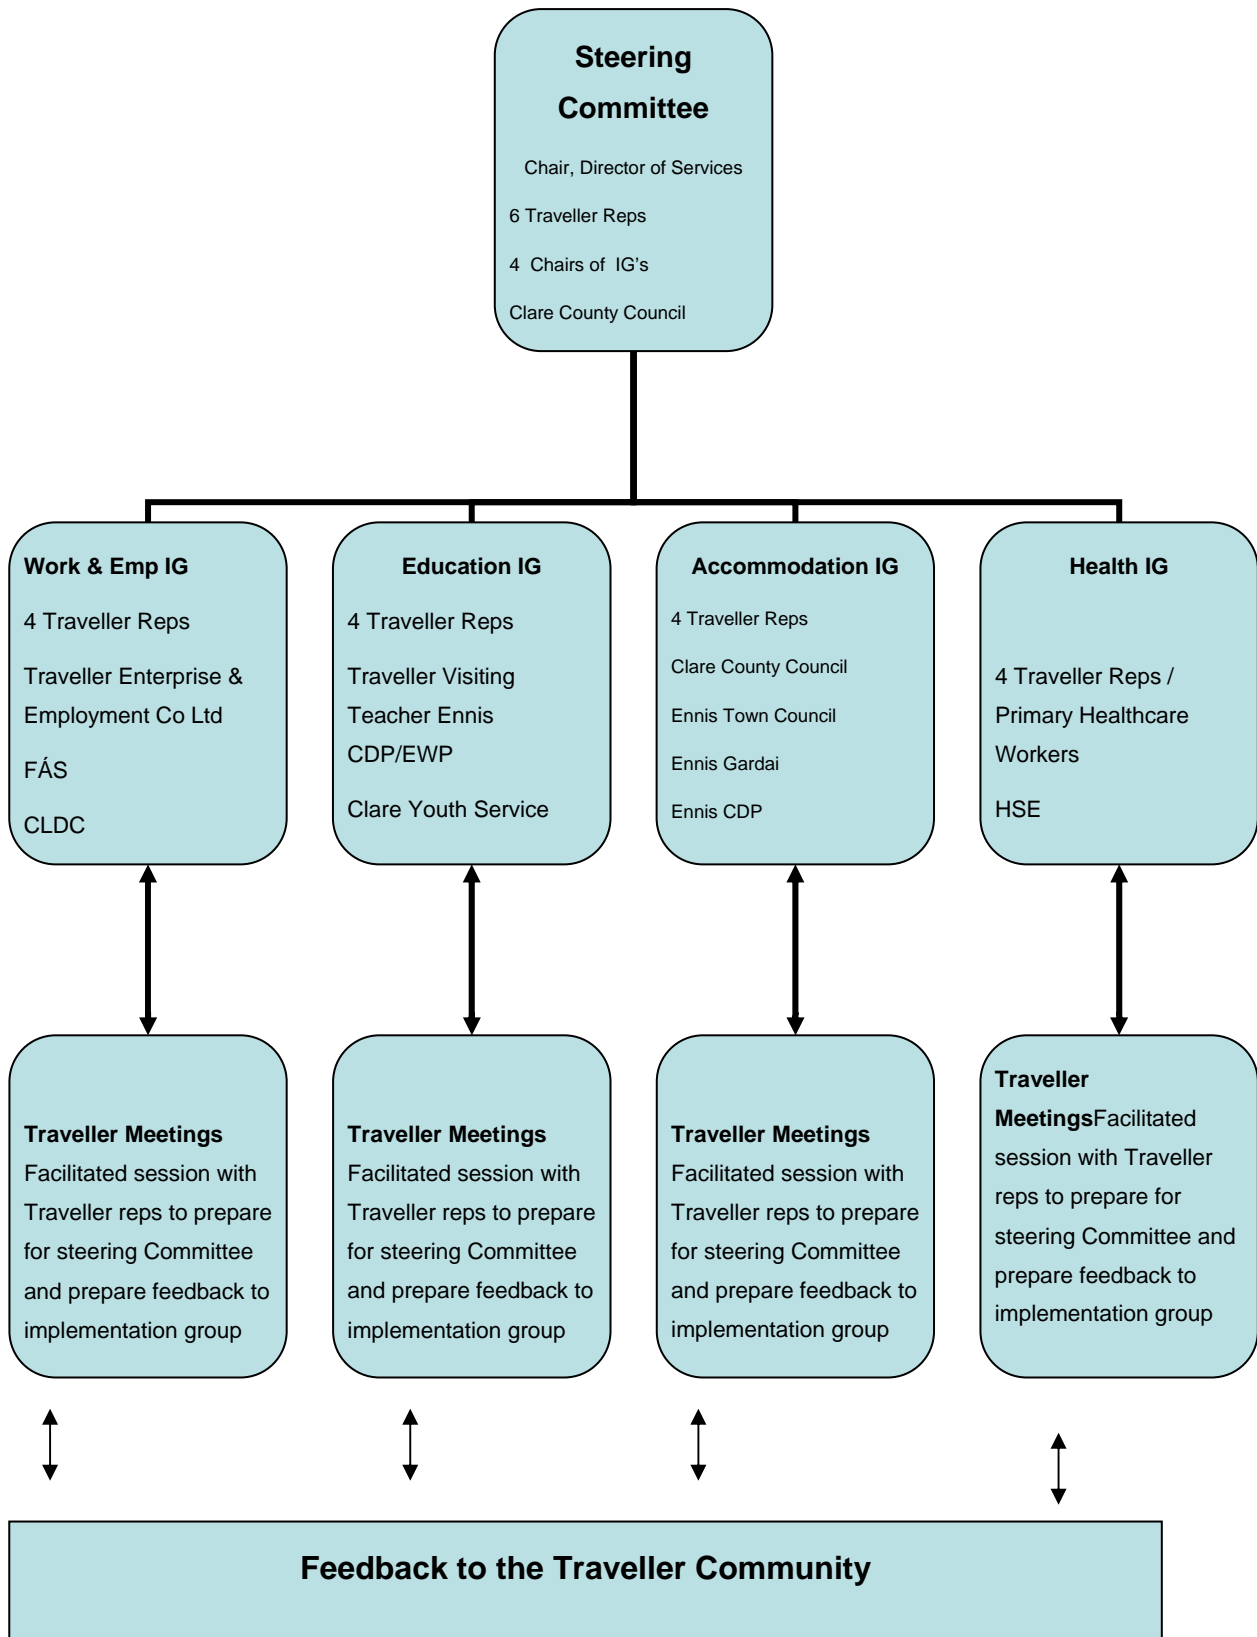 Steering
Committee
Chair, Director of Services
6 Traveller Reps
4 Chairs of IG's
Clare County Council
Work & Emp IG
4 Traveller Reps
Traveller Enterprise &
Employment Co Ltd
FÁS
CLDC
Education IG
4 Traveller Reps
Traveller Visiting
Teacher Ennis
CDP/EWP
Clare Youth Service
Accommodation IG
4 Traveller Reps
Clare County Council
Ennis Town Council
Ennis Gardai
Ennis CDP
Health IG
4 Traveller Reps /
Primary Healthcare
Workers
HSE
Traveller Meetings
Facilitated session with
Traveller reps to prepare
for steering Committee
and prepare feedback to
implementation group
Traveller Meetings
Facilitated session with
Traveller reps to prepare
for steering Committee
and prepare feedback to
implementation group
Traveller Meetings
Facilitated session with
Traveller reps to prepare
for steering Committee
and prepare feedback to
implementation group
Traveller
MeetingsFacilitated
session with Traveller
reps to prepare for
steering Committee and
prepare feedback to
implementation group
Feedback to the Traveller Community